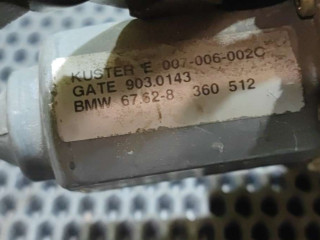 KUSTER E 007-006-002C
GATE 903.0143
BMW 67.62-8 360 512